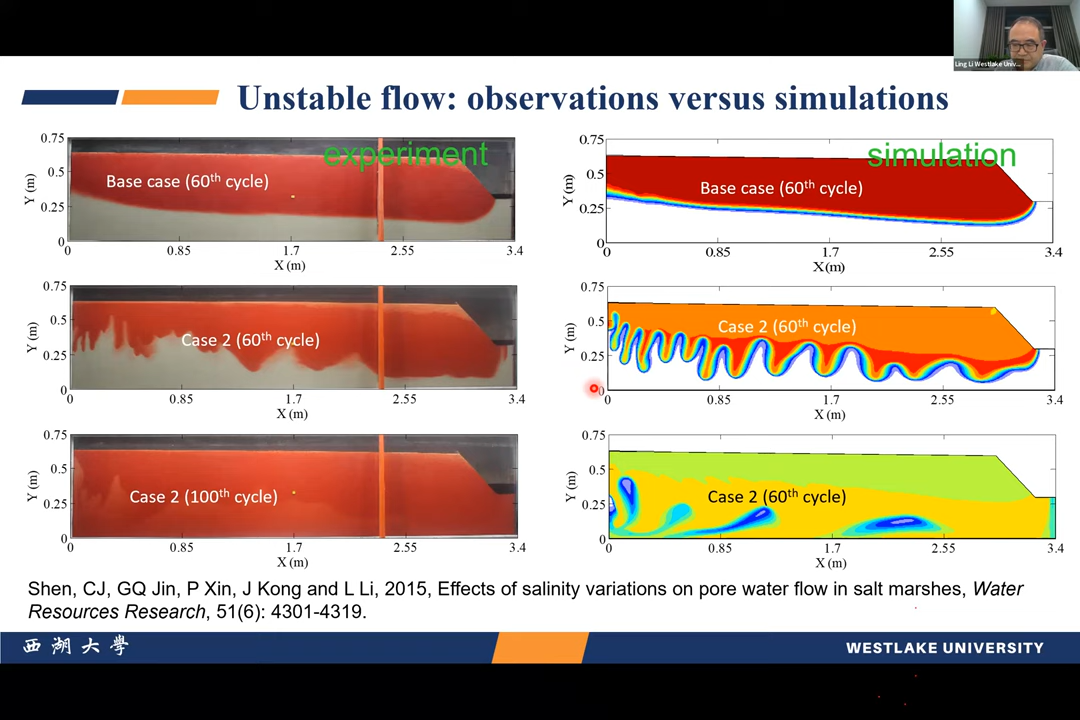 Ling Li Westlake Univ...
Unstable flow: observations versus simulations
experiment
Base case (60th cycle)
0.75
0.5
0.25
0
Y (m)
0 0.85 1.7 2.55 3.4
X (m)
simulation
Base case (60th cycle)
0.75
0.5
0.25
0
Y (m)
0 0.85 1.7 2.55 3.4
X(m)
Case 2 (60th cycle)
0.75
0.5
0.25
0
Y (m)
0 0.85 1.7 2.55 3.4
X (m)
Case 2 (60th cycle)
0.75
0.5
0.25
0
Y (m)
0 0.85 1.7 2.55 3.4
X (m)
Case 2 (100th cycle)
0.75
0.5
0.25
0
Y (m)
0 0.85 1.7 2.55 3.4
X (m)
Case 2 (60th cycle)
0.75
0.5
0.25
0
Y (m)
0 0.85 1.7 2.55 3.4
X (m)
Shen, CJ, GQ Jin, P Xin, J Kong and L Li, 2015, Effects of salinity variations on pore water flow in salt marshes, Water
Resources Research, 51(6): 4301-4319.
西湖大學
WESTLAKE UNIVERSITY